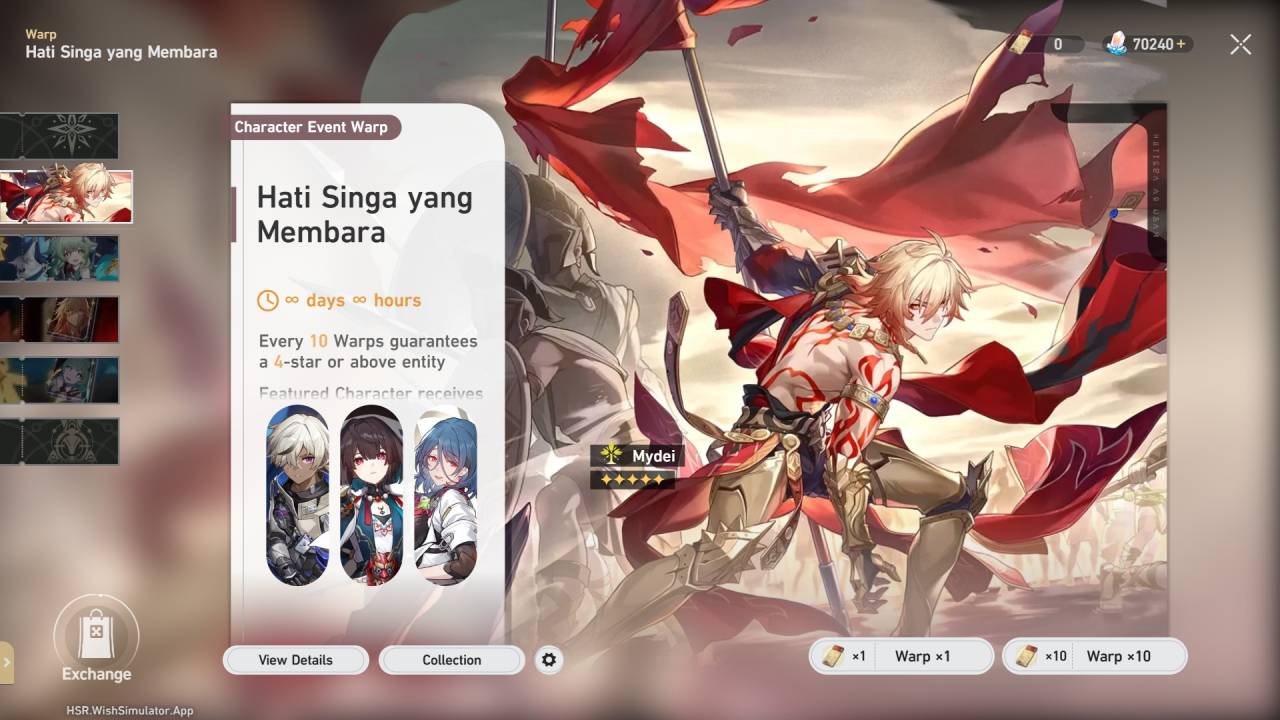 Warp
Hati Singa yang Membara
0
70240 +
Character Event Warp
Hati Singa yang
Membara
∞ days ∞ hours
Every 10 Warps guarantees
a 4-star or above entity
Featured Character receives
Mydei
View Details
Collection
×1 Warp ×1
×10 Warp ×10
Exchange
HSR.WishSimulator.App